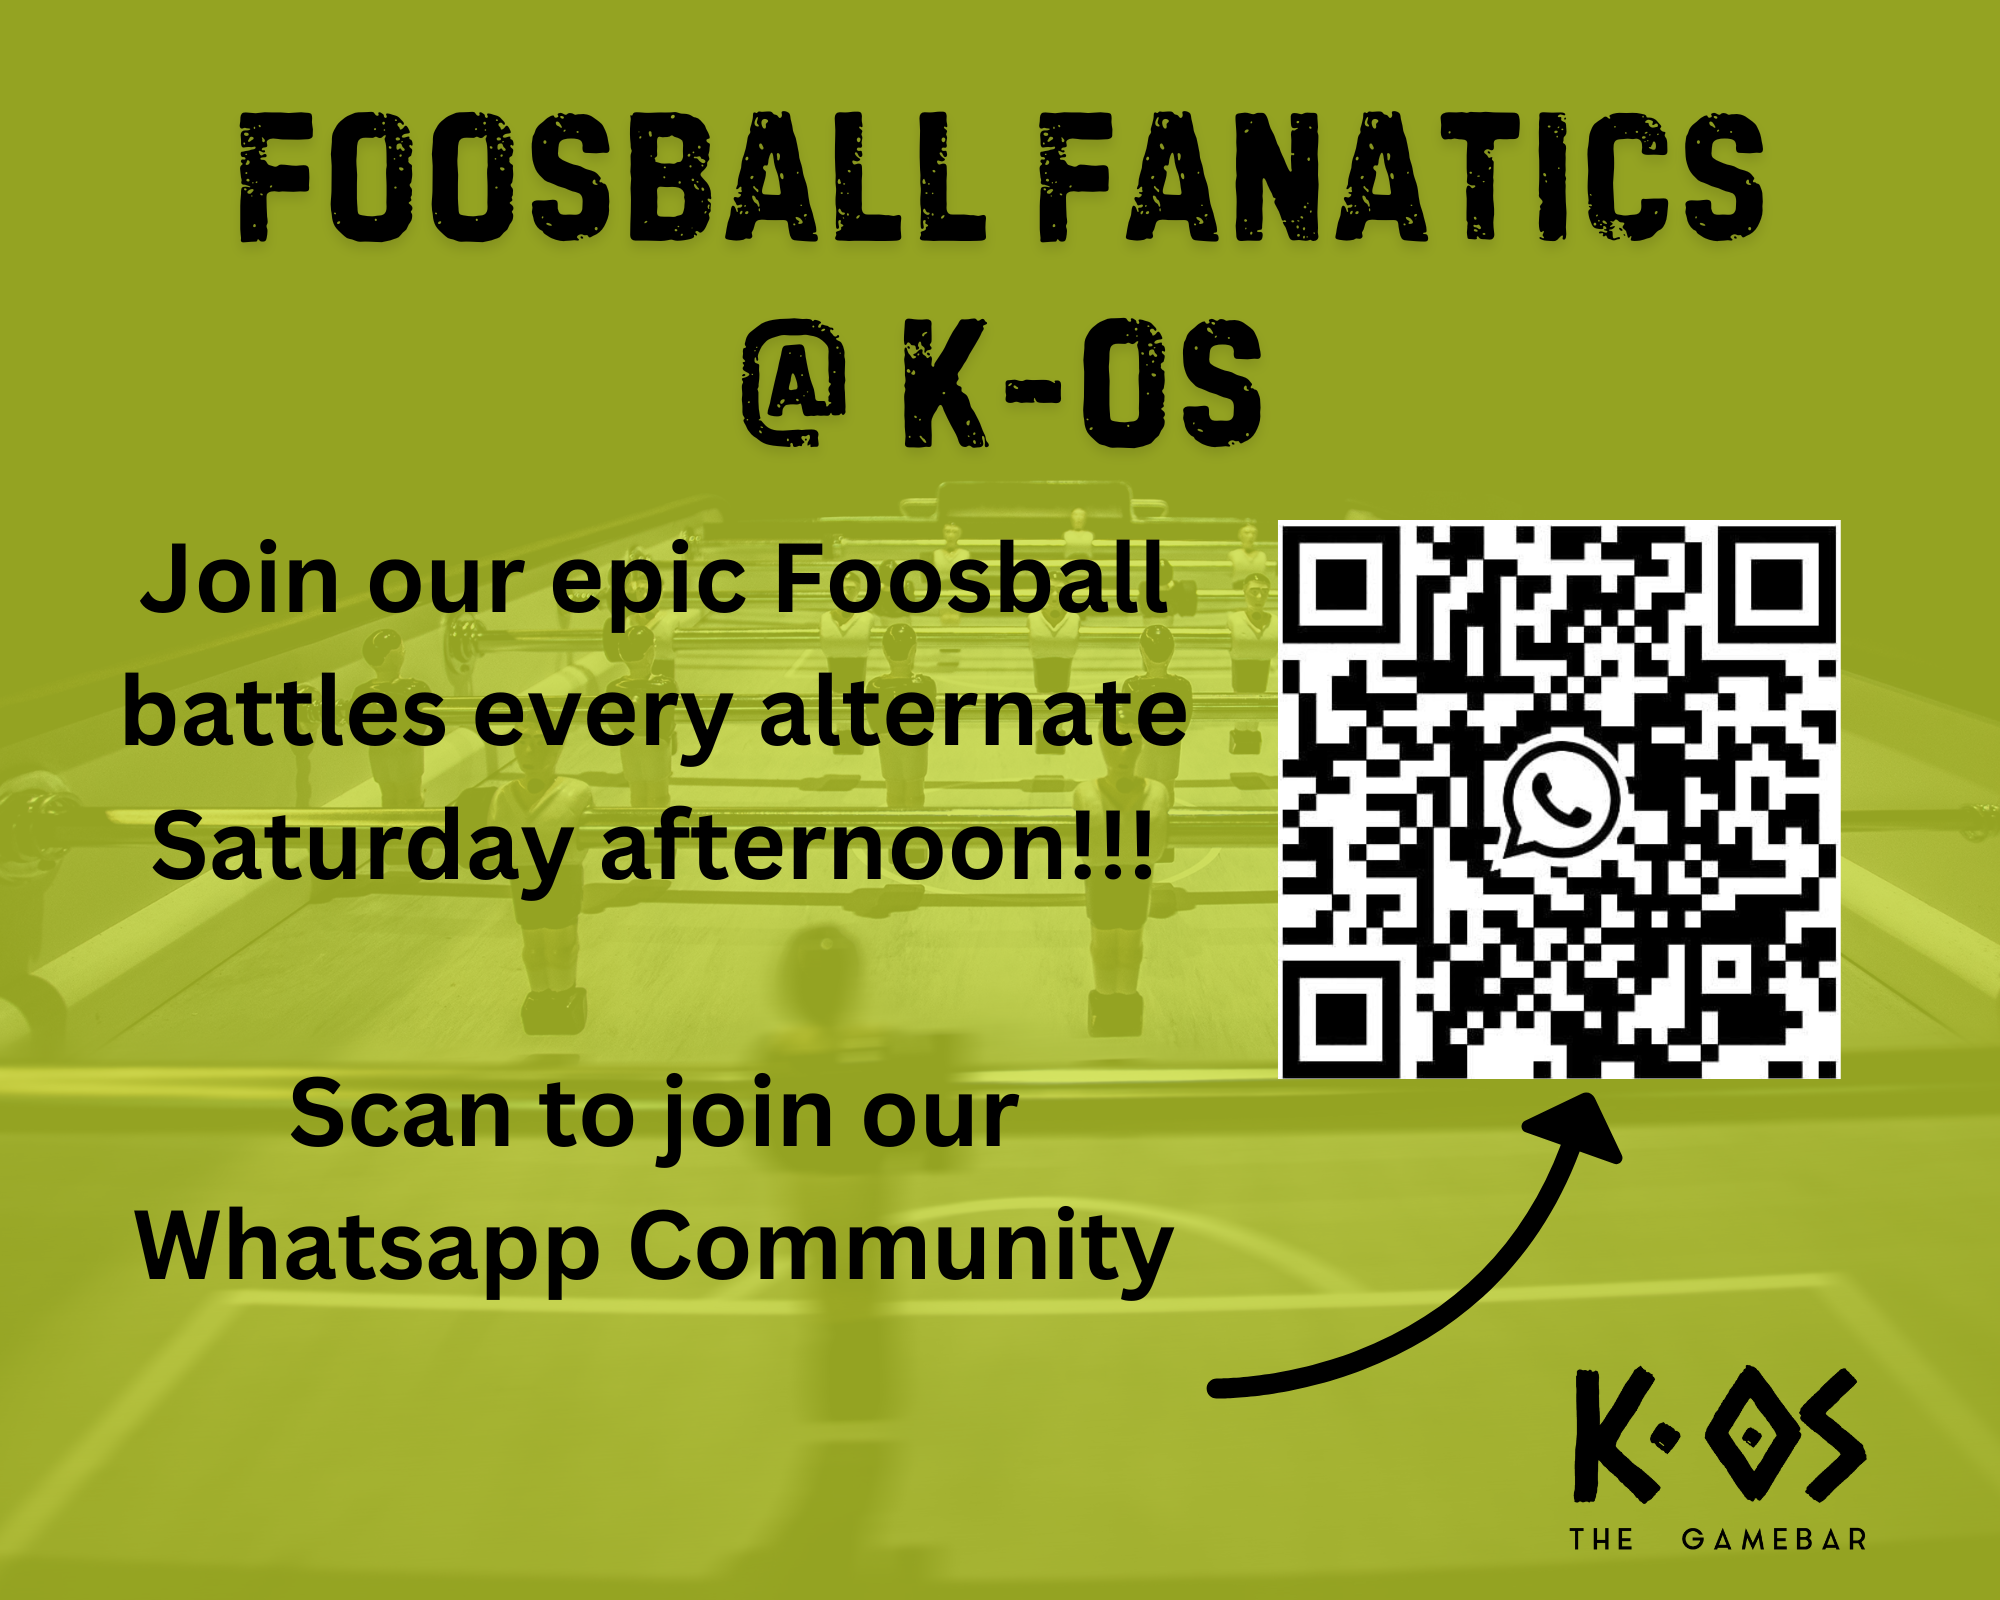 FOOSBALL FANATICS
@ K-OS
Join our epic Foosball
battles every alternate
Saturday afternoon!!!
Scan to join our
Whatsapp Community
K·OS
THE GAMEBAR